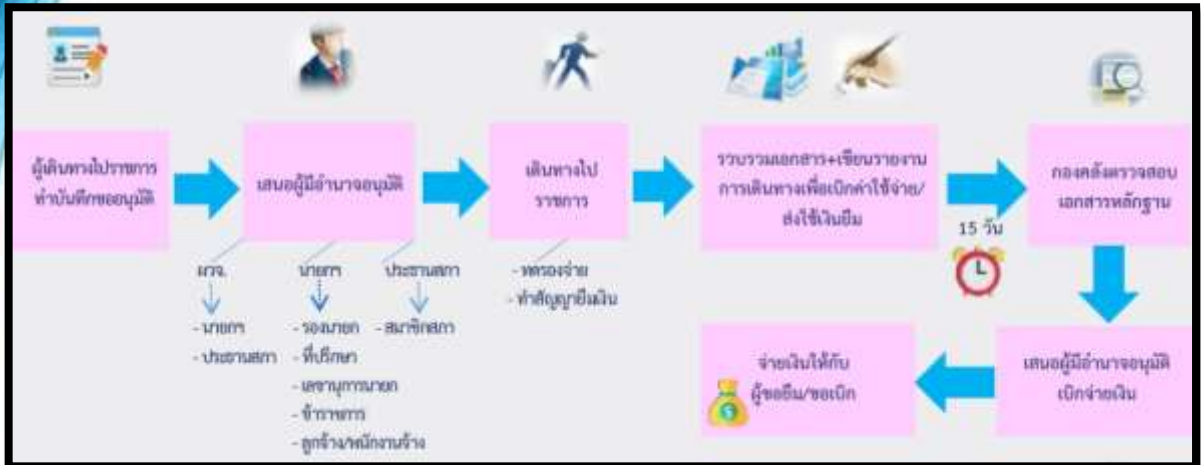 ผู้เดินทางไปราชการ
ทำบันทึกขออนุมัติ
เสนอผู้มีอำนาจอนุมัติ
ผวจ.
- นายกฯ
- ประธานสภา
นายกฯ
- รองนายก
- ที่ปรึกษา
- เลขานุการนายก
- ข้าราชการ
- ลูกจ้าง/พนักงานจ้าง
ประธานสภา
- สมาชิกสภา
เดินทางไป
ราชการ
- ทดรองจ่าย
- ทำสัญญายืมเงิน
รวบรวมเอกสาร+เขียนรายงาน
การเดินทางเพื่อเบิกค่าใช้จ่าย/
ส่งใช้เงินยืม
15 วัน
กองคลังตรวจสอบ
เอกสารหลักฐาน
เสนอผู้มีอำนาจอนุมัติ
เบิกจ่ายเงิน
จ่ายเงินให้กับ
ผู้ขอยืม/ขอเบิก